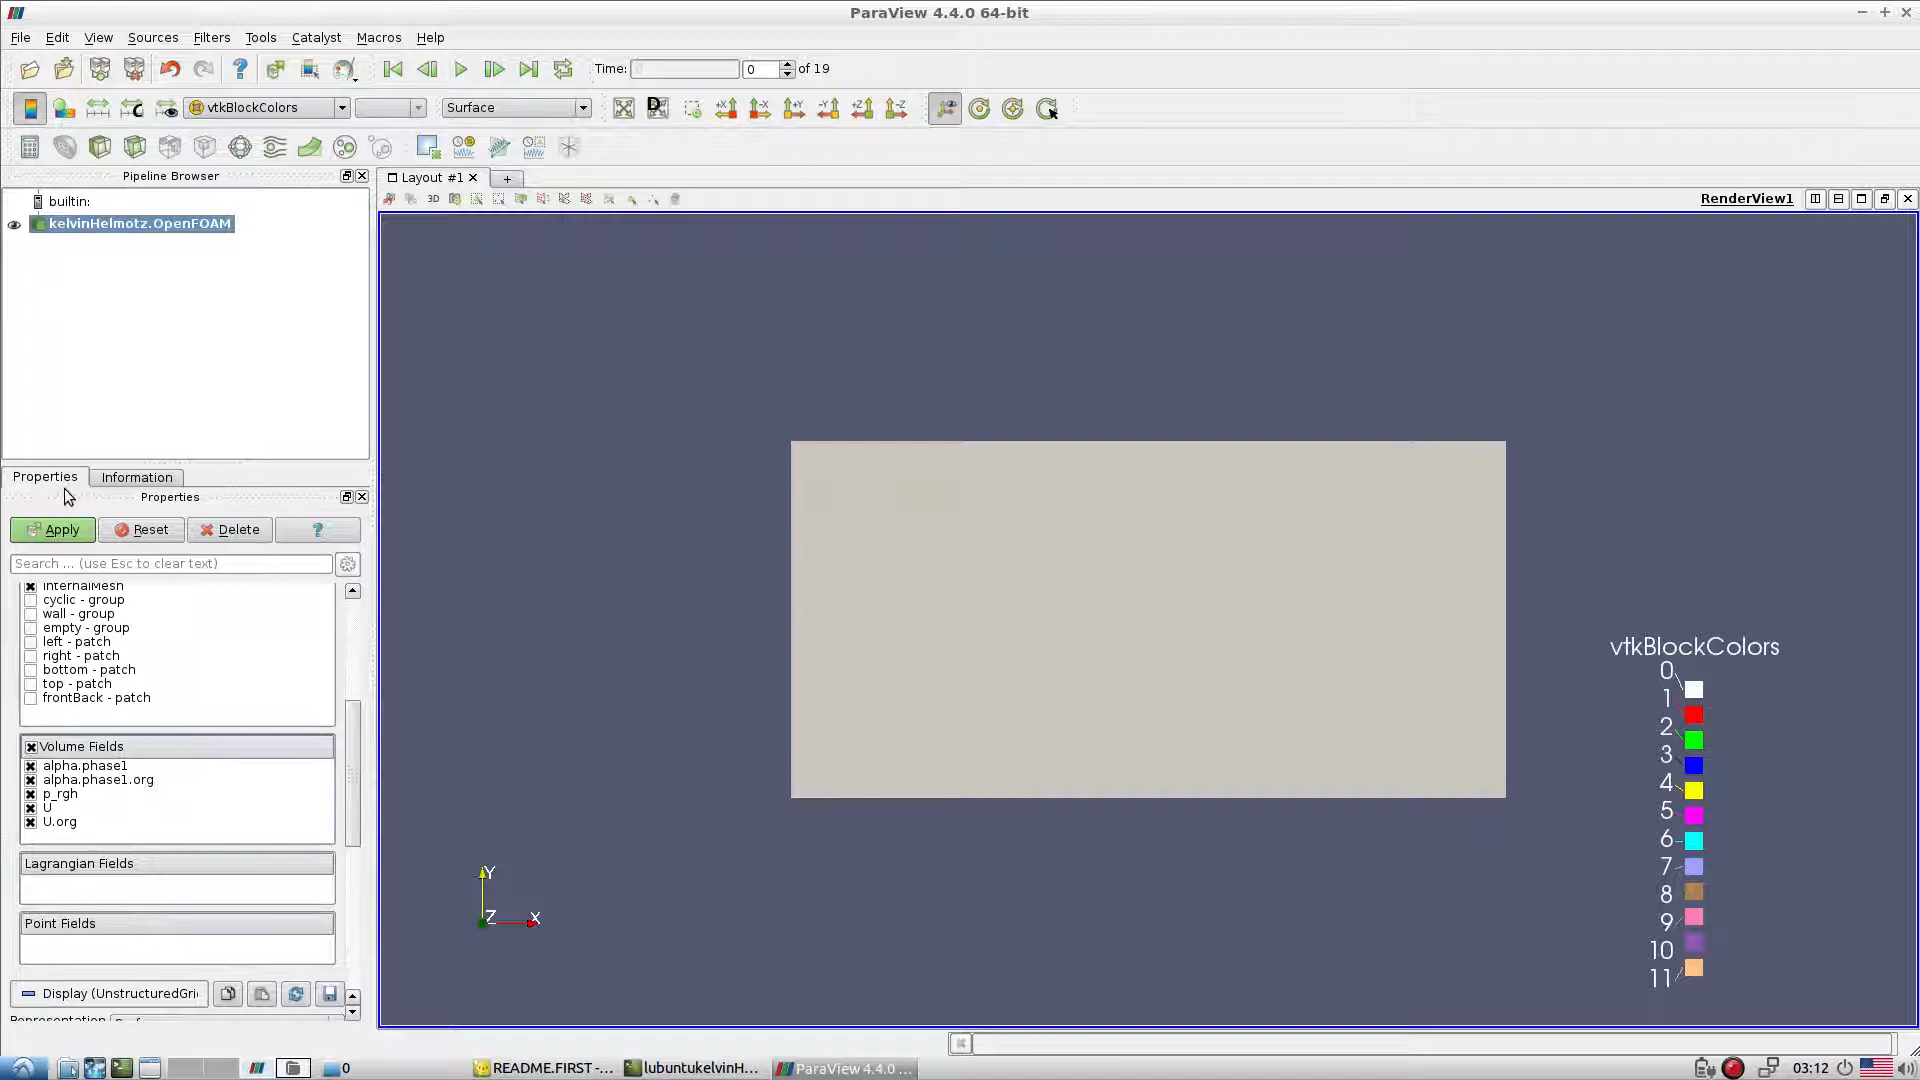 ParaView 4.4.0 64-bit
File Edit View Sources Filters Tools Catalyst Macros Help
Time: 0 of 19
vtkBlockColors Surface
+X -X +Y -Y +Z -Z
Pipeline Browser
builtin:
kelvinHelmotz.OpenFOAM
Layout #1
3D
RenderView1
Properties Information
Properties
Apply Reset Delete ?
Search ... (use Esc to clear text)
internalMesh
cyclic - group
wall - group
empty - group
left - patch
right - patch
bottom - patch
top - patch
frontBack - patch
Volume Fields
alpha.phase1
alpha.phase1.org
p_rgh
U
U.org
Lagrangian Fields
Point Fields
Display (UnstructuredGri
Representation
Y
Z X
vtkBlockColors
0
1
2
3
4
5
6
7
8
9
10
11
0
README.FIRST -...
lubuntukelvinH...
ParaView 4.4.0 ...
03:12